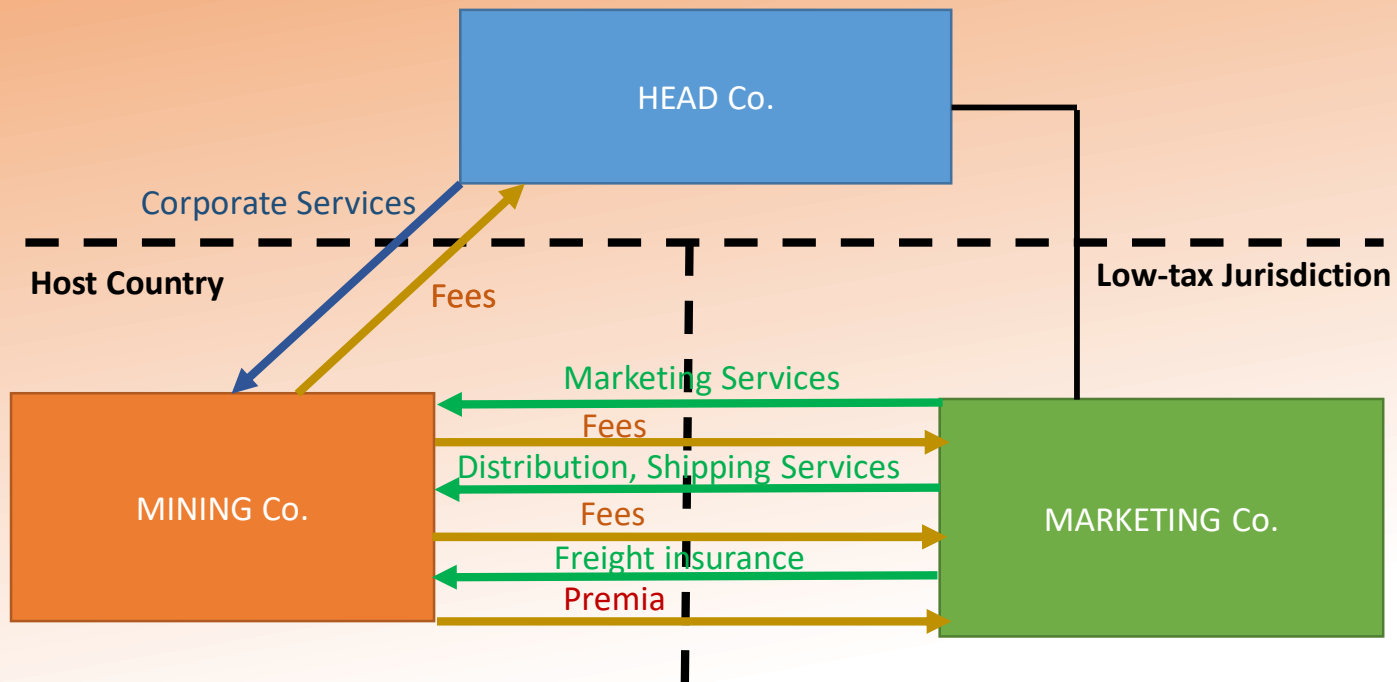 HEAD Co.
Corporate Services
Host Country
Low-tax Jurisdiction
Fees
Marketing Services
Fees
Distribution, Shipping Services
MINING Co.
Fees
MARKETING Co.
Freight insurance
Premia